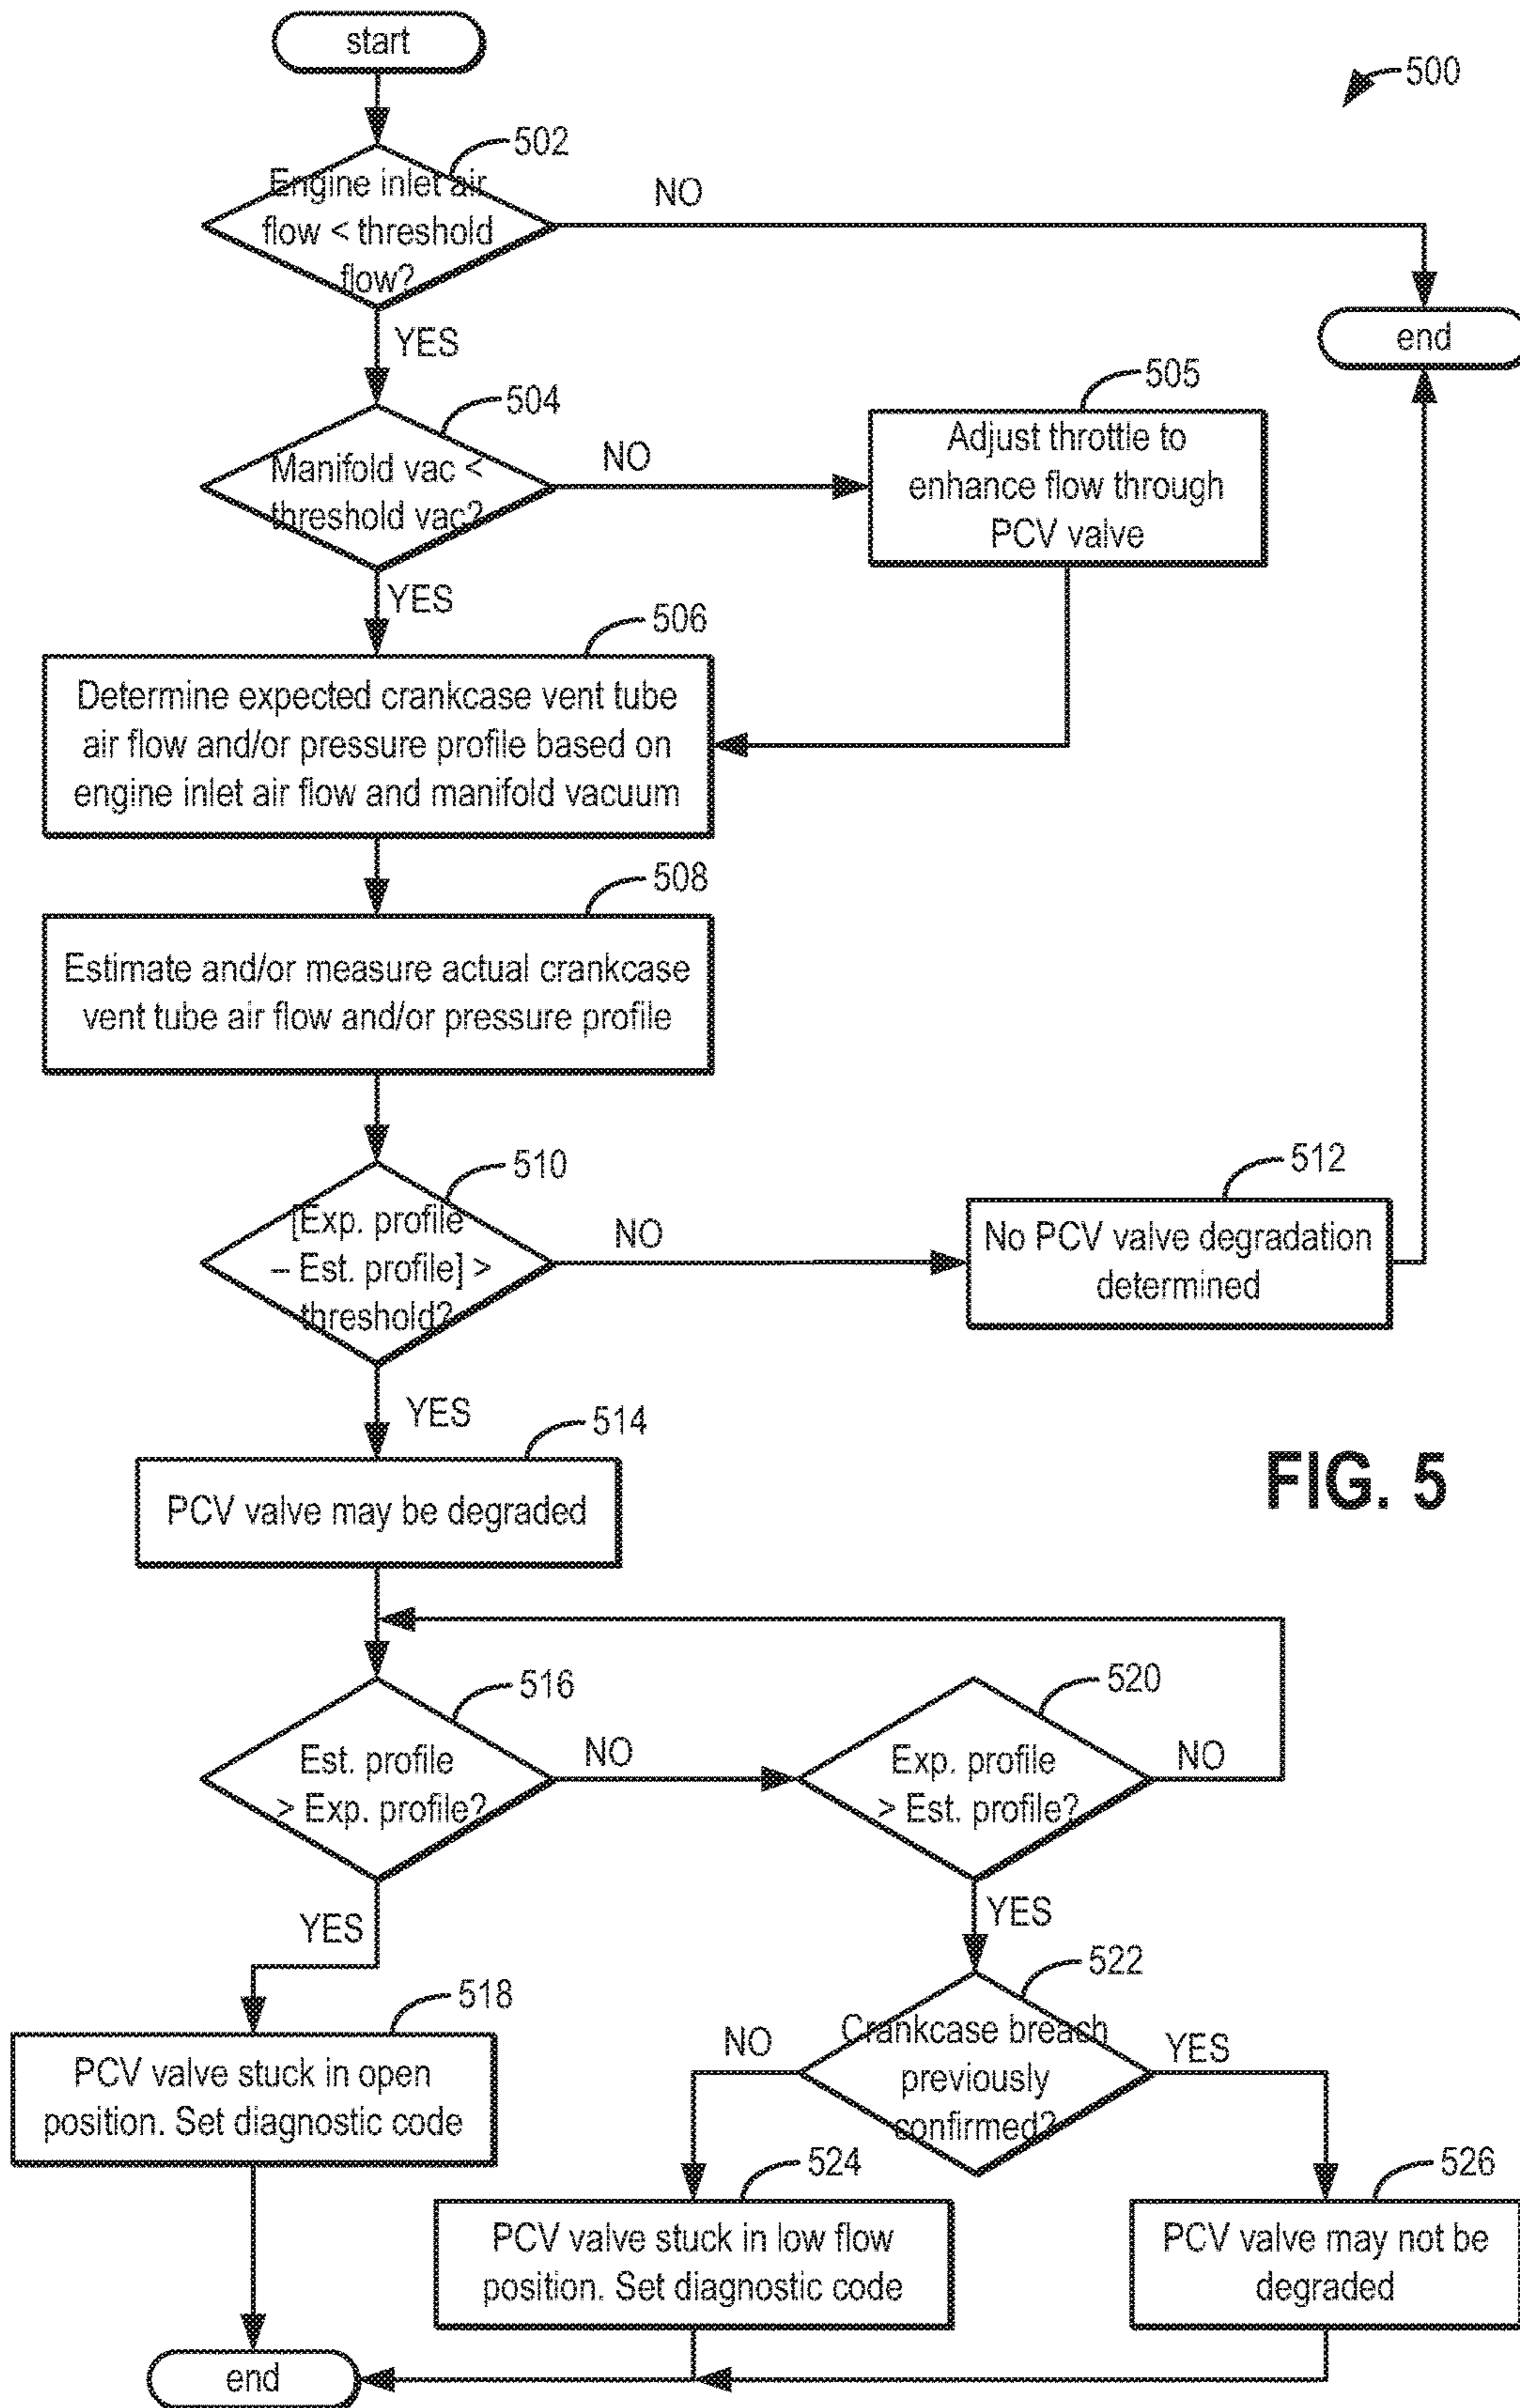 start
500
502
Engine inlet air
flow < threshold
flow?
NO
end
YES
504
Manifold vac <
threshold vac?
NO
505
Adjust throttle to
enhance flow through
PCV valve
YES
506
Determine expected crankcase vent tube
air flow and/or pressure profile based on
engine inlet air flow and manifold vacuum
508
Estimate and/or measure actual crankcase
vent tube air flow and/or pressure profile
510
[Exp. profile
– Est. profile] >
threshold?
NO
512
No PCV valve degradation
determined
YES
514
PCV valve may be degraded
FIG. 5
516
Est. profile
> Exp. profile?
NO
520
Exp. profile
> Est. profile?
NO
YES
518
PCV valve stuck in open
position. Set diagnostic code
YES
522
Crankcase breach
previously
confirmed?
NO
YES
524
PCV valve stuck in low flow
position. Set diagnostic code
526
PCV valve may not be
degraded
end